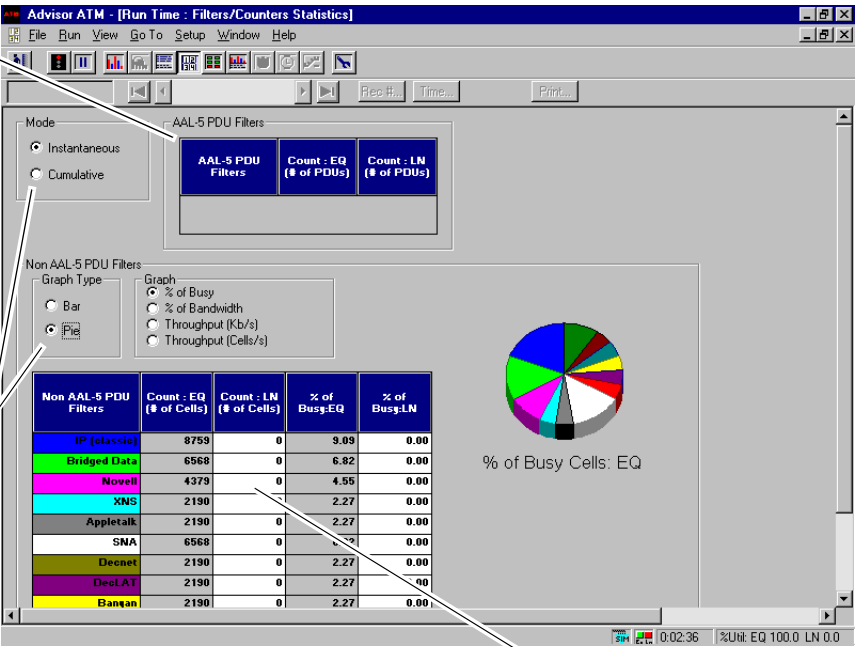 Advisor ATM - [Run Time : Filters/Counters Statistics]
File Run View Go To Setup Window Help
Rec #... Time... Print...
Mode
Instantaneous
Cumulative
AAL-5 PDU Filters
AAL-5 PDU Filters Count : EQ (# of PDUs) Count : LN (# of PDUs)
Non AAL-5 PDU Filters
Graph Type
Bar
Pie
Graph
% of Busy
% of Bandwidth
Throughput (Kb/s)
Throughput (Cells/s)
Non AAL-5 PDU Filters Count : EQ (# of Cells) Count : LN (# of Cells) % of Busy:EQ % of Busy:LN
IP (classic) 8759 0 9.09 0.00
Bridged Data 6568 0 6.82 0.00
Novell 4379 0 4.55 0.00
XNS 2190 0 2.27 0.00
Appletalk 2190 0 2.27 0.00
SNA 6568 0 0.00
Decnet 2190 0 2.27 0.00
DecLAT 2190 0 2.27
Banyan 2190 0 2.27 0.00
% of Busy Cells: EQ
SIM 0:02:36 %Util: EQ 100.0 LN 0.0